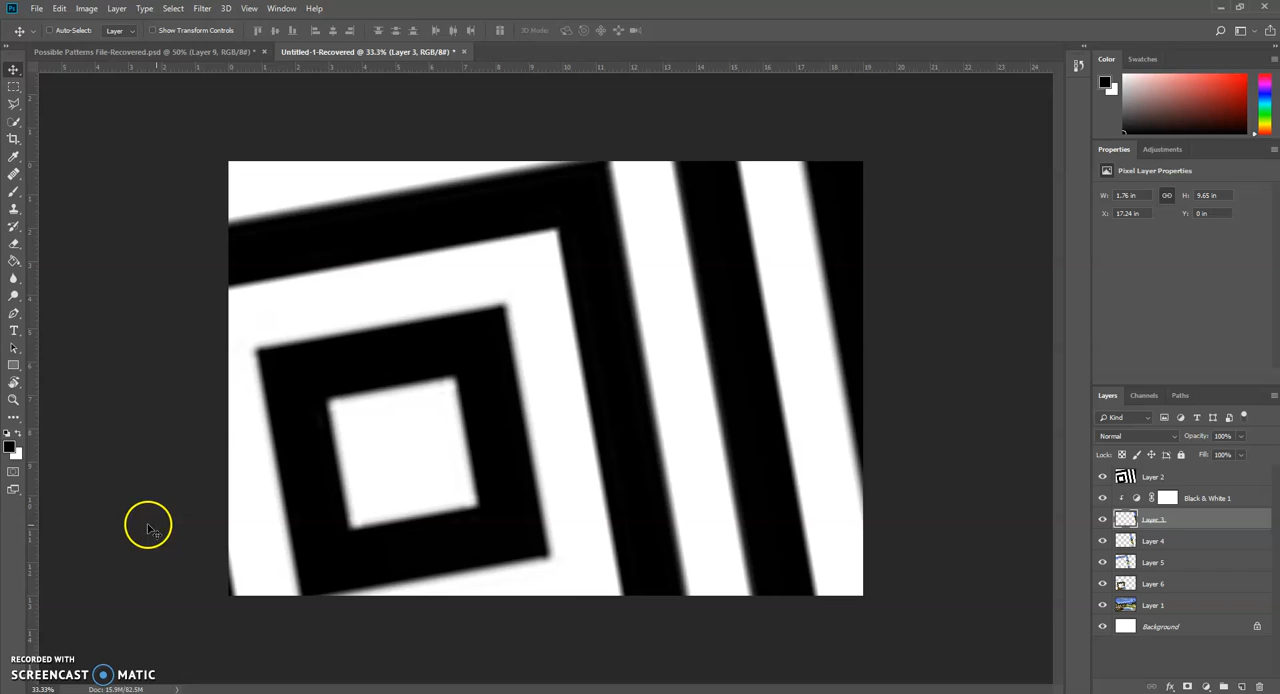 Ps File Edit Image Layer Type Select Filter 3D View Window Help
Auto-Select: Layer Show Transform Controls 3D Mode:
Possible Patterns File-Recovered.psd @ 50% (Layer 9, RGB/8#) * × Untitled-1-Recovered @ 33.3% (Layer 3, RGB/8#) * ×
Color Swatches
Properties Adjustments
Pixel Layer Properties
W: 1.76 in H: 9.65 in
X: 17.24 in Y: 0 in
Layers Channels Paths
Kind
Normal Opacity: 100%
Lock: Fill: 100%
Layer 2
Black & White 1
Layer 3
Layer 4
Layer 5
Layer 6
Layer 1
Background
RECORDED WITH
SCREENCAST MATIC
33.33% Doc: 15.9M/82.5M